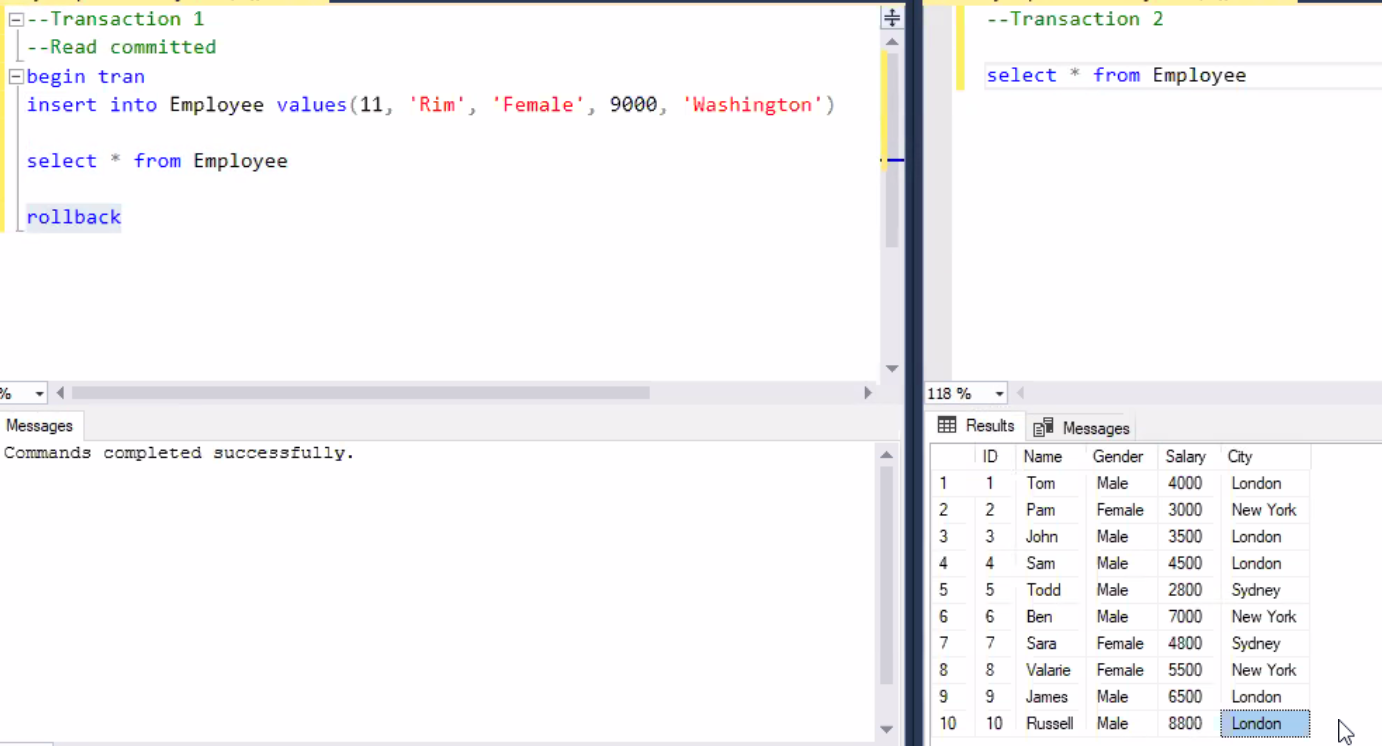 --Transaction 1
--Read committed
begin tran
insert into Employee values(11, 'Rim', 'Female', 9000, 'Washington')
select * from Employee
rollback
%
Messages
Commands completed successfully.
--Transaction 2
select * from Employee
118 %
Results Messages
ID Name Gender Salary City
1 1 Tom Male 4000 London
2 2 Pam Female 3000 New York
3 3 John Male 3500 London
4 4 Sam Male 4500 London
5 5 Todd Male 2800 Sydney
6 6 Ben Male 7000 New York
7 7 Sara Female 4800 Sydney
8 8 Valarie Female 5500 New York
9 9 James Male 6500 London
10 10 Russell Male 8800 London